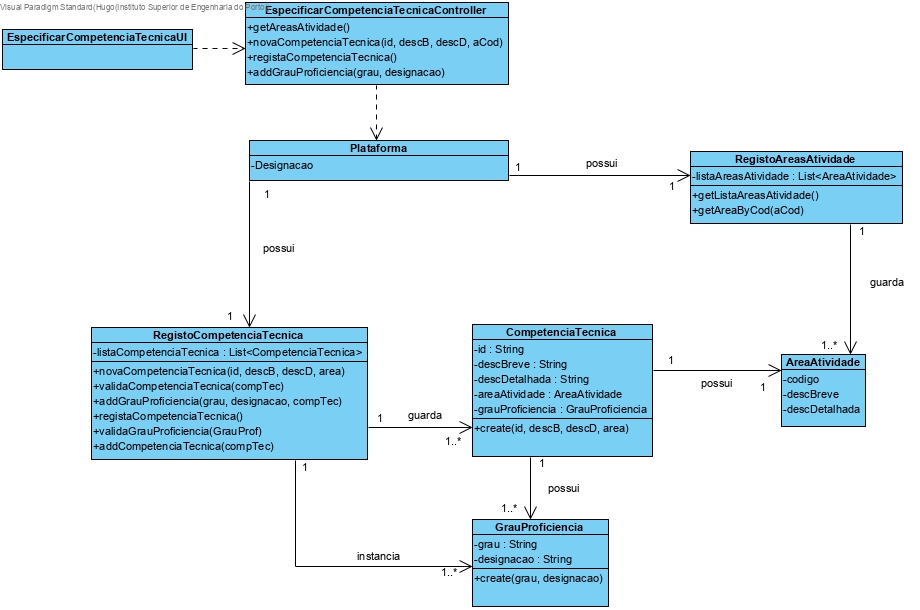 Visual Paradigm Standard(Hugo(Instituto Superior de Engenharia do Porto
EspecificarCompetenciaTecnicaUI
EspecificarCompetenciaTecnicaController
+getAreasAtividade()
+novaCompetenciaTecnica(id, descB, descD, aCod)
+registaCompetenciaTecnica()
+addGrauProficiencia(grau, designacao)
Plataforma
-Designacao
1
possui
1
RegistoAreasAtividade
-listaAreasAtividade : List<AreaAtividade>
+getListaAreasAtividade()
+getAreaByCod(aCod)
1
possui
1
1
guarda
1..*
RegistoCompetenciaTecnica
-listaCompetenciaTecnica : List<CompetenciaTecnica>
+novaCompetenciaTecnica(id, descB, descD, area)
+validaCompetenciaTecnica(compTec)
+addGrauProficiencia(grau, designacao, compTec)
+registaCompetenciaTecnica()
+validaGrauProficiencia(GrauProf)
+addCompetenciaTecnica(compTec)
1
guarda
1..*
CompetenciaTecnica
-id : String
-descBreve : String
-descDetalhada : String
-areaAtividade : AreaAtividade
-grauProficiencia : GrauProficiencia
+create(id, descB, descD, area)
1
possui
1
AreaAtividade
-codigo
-descBreve
-descDetalhada
1
possui
1..*
1
instancia
1..*
GrauProficiencia
-grau : String
-designacao : String
+create(grau, designacao)